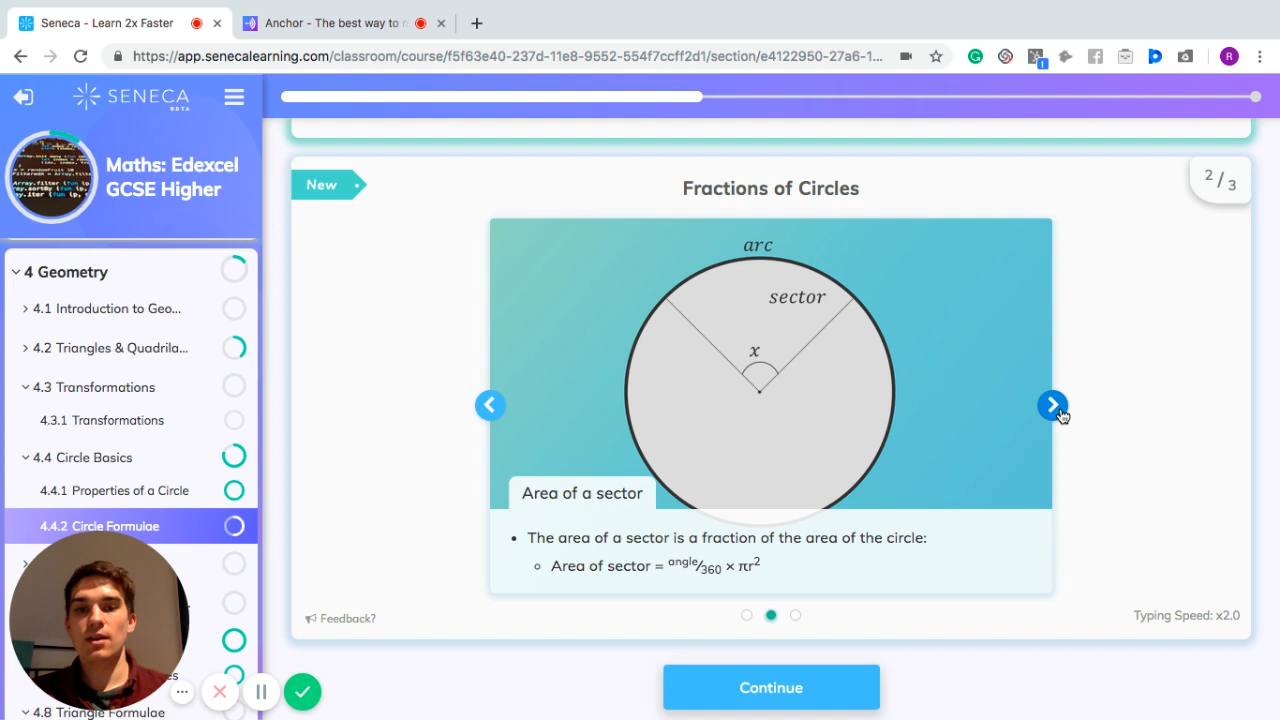 Seneca - Learn 2x Faster
Anchor - The best way to
https://app.senecalearning.com/classroom/course/f5f63e40-237d-11e8-9552-554f7ccff2d1/section/e4122950-27a6-1...
1
R
SENECA
BETA
Maths: Edexcel
GCSE Higher
4 Geometry
4.1 Introduction to Geo...
4.2 Triangles & Quadrila...
4.3 Transformations
4.3.1 Transformations
4.4 Circle Basics
4.4.1 Properties of a Circle
4.4.2 Circle Formulae
4.8 Triangle Formulae
New
Fractions of Circles
2/3
arc
sector
x
Area of a sector
• The area of a sector is a fraction of the area of the circle:
○ Area of sector = angle/360 × πr²
Feedback?
Typing Speed: x2.0
Continue